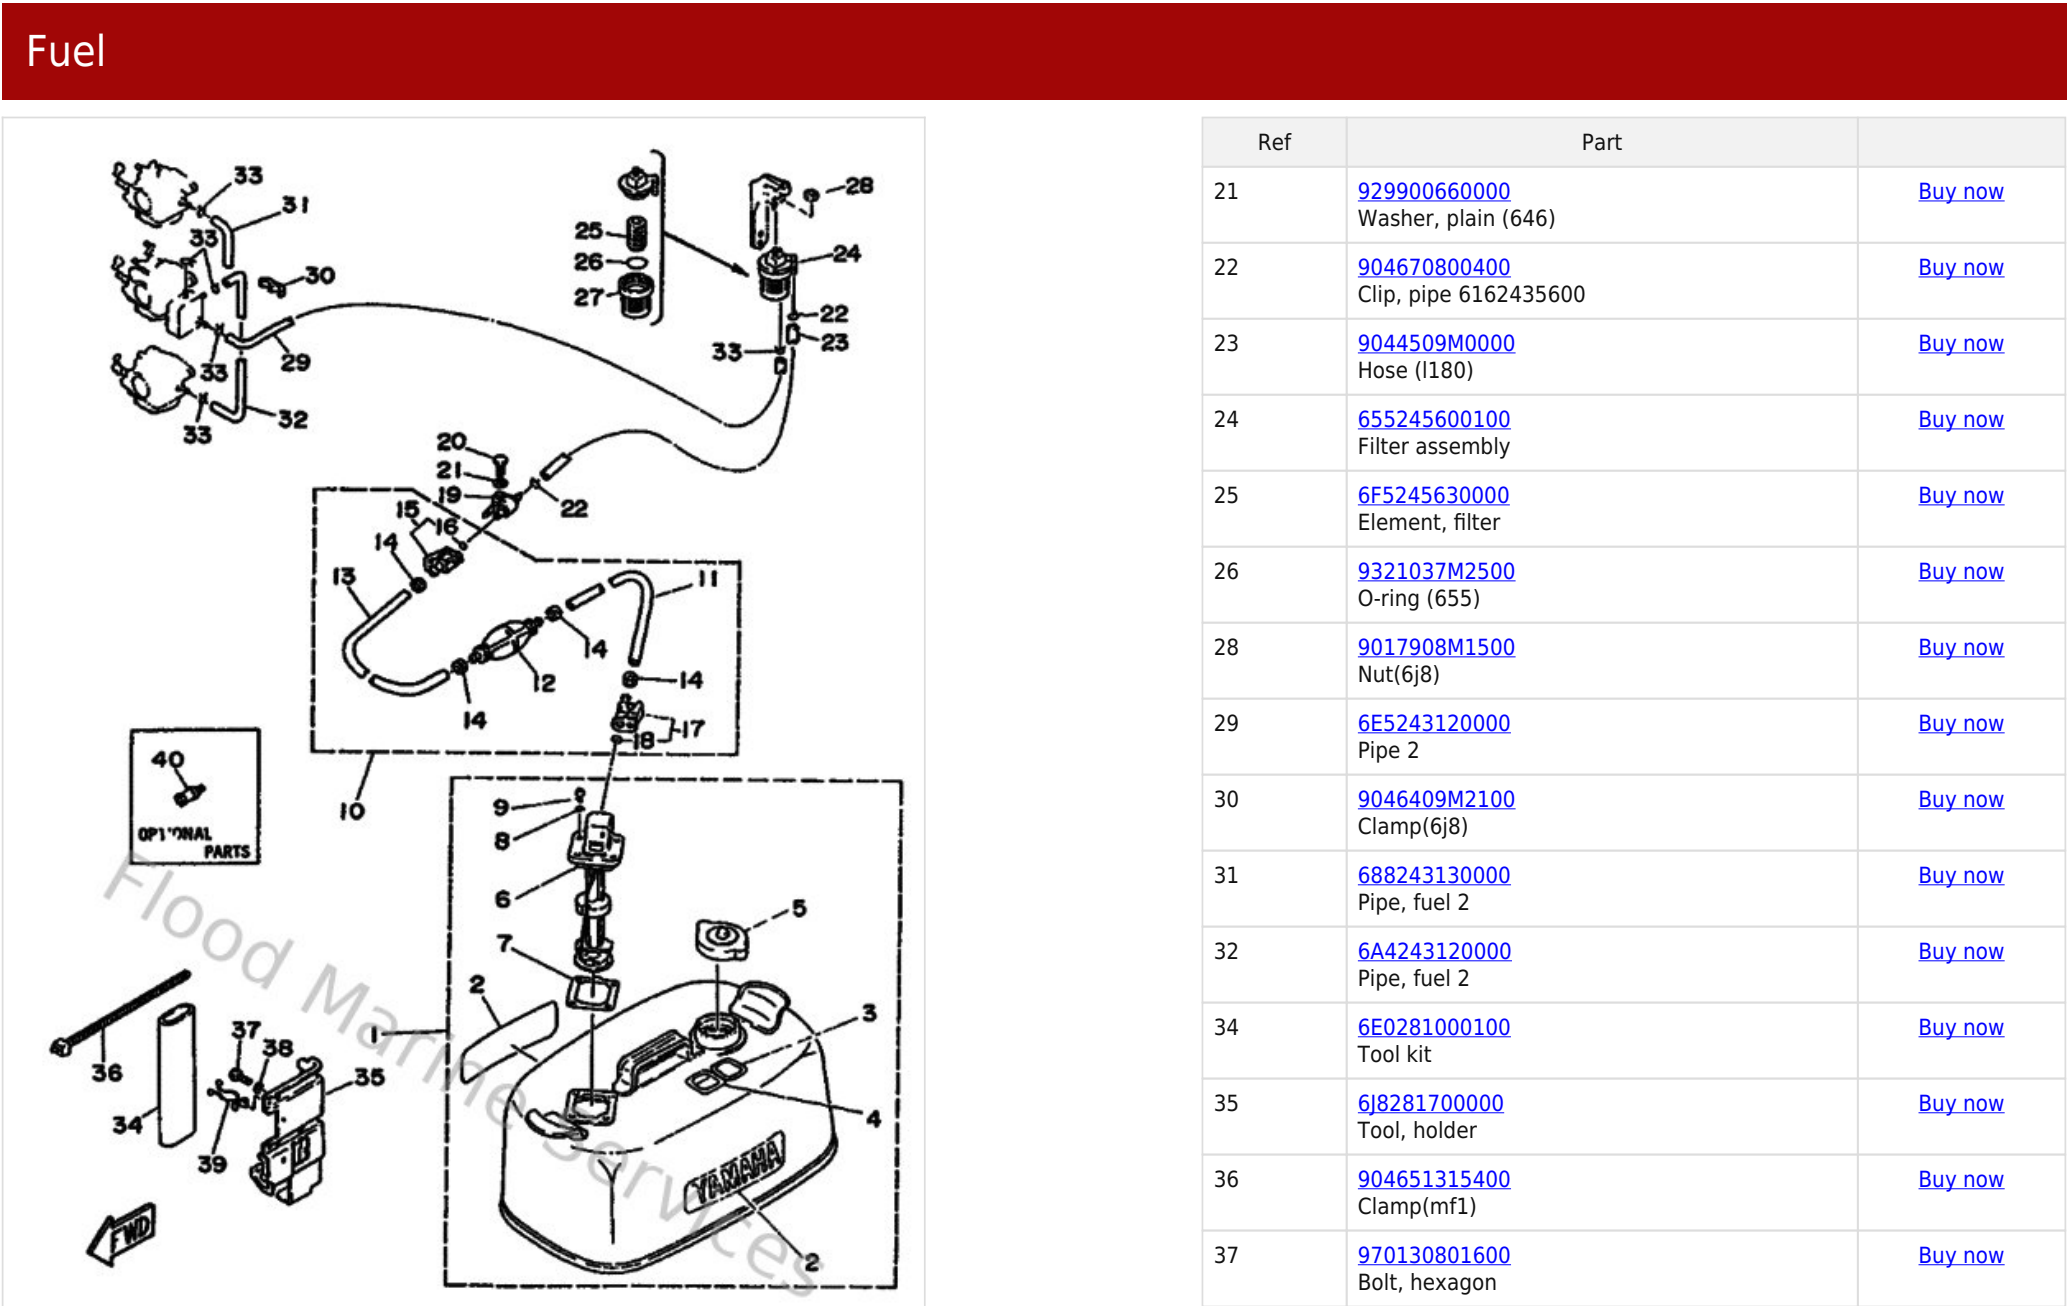 Fuel
33
31
28
25
24
33
26
30
27
22
23
29
33
33
32
33
20
21
19
22
15
16
14
13
11
14
12
14
14
17
18
40
OPTIONAL
PARTS
10
9
8
6
5
7
2
3
1
37
38
36
35
4
34
39
YAMAHA
2
FWD
Flood Marine Services
Ref Part
21 929900660000 Buy now
Washer, plain (646)
22 904670800400 Buy now
Clip, pipe 6162435600
23 9044509M0000 Buy now
Hose (l180)
24 655245600100 Buy now
Filter assembly
25 6F5245630000 Buy now
Element, filter
26 9321037M2500 Buy now
O-ring (655)
28 9017908M1500 Buy now
Nut(6j8)
29 6E5243120000 Buy now
Pipe 2
30 9046409M2100 Buy now
Clamp(6j8)
31 688243130000 Buy now
Pipe, fuel 2
32 6A4243120000 Buy now
Pipe, fuel 2
34 6E0281000100 Buy now
Tool kit
35 6J8281700000 Buy now
Tool, holder
36 904651315400 Buy now
Clamp(mf1)
37 970130801600 Buy now
Bolt, hexagon